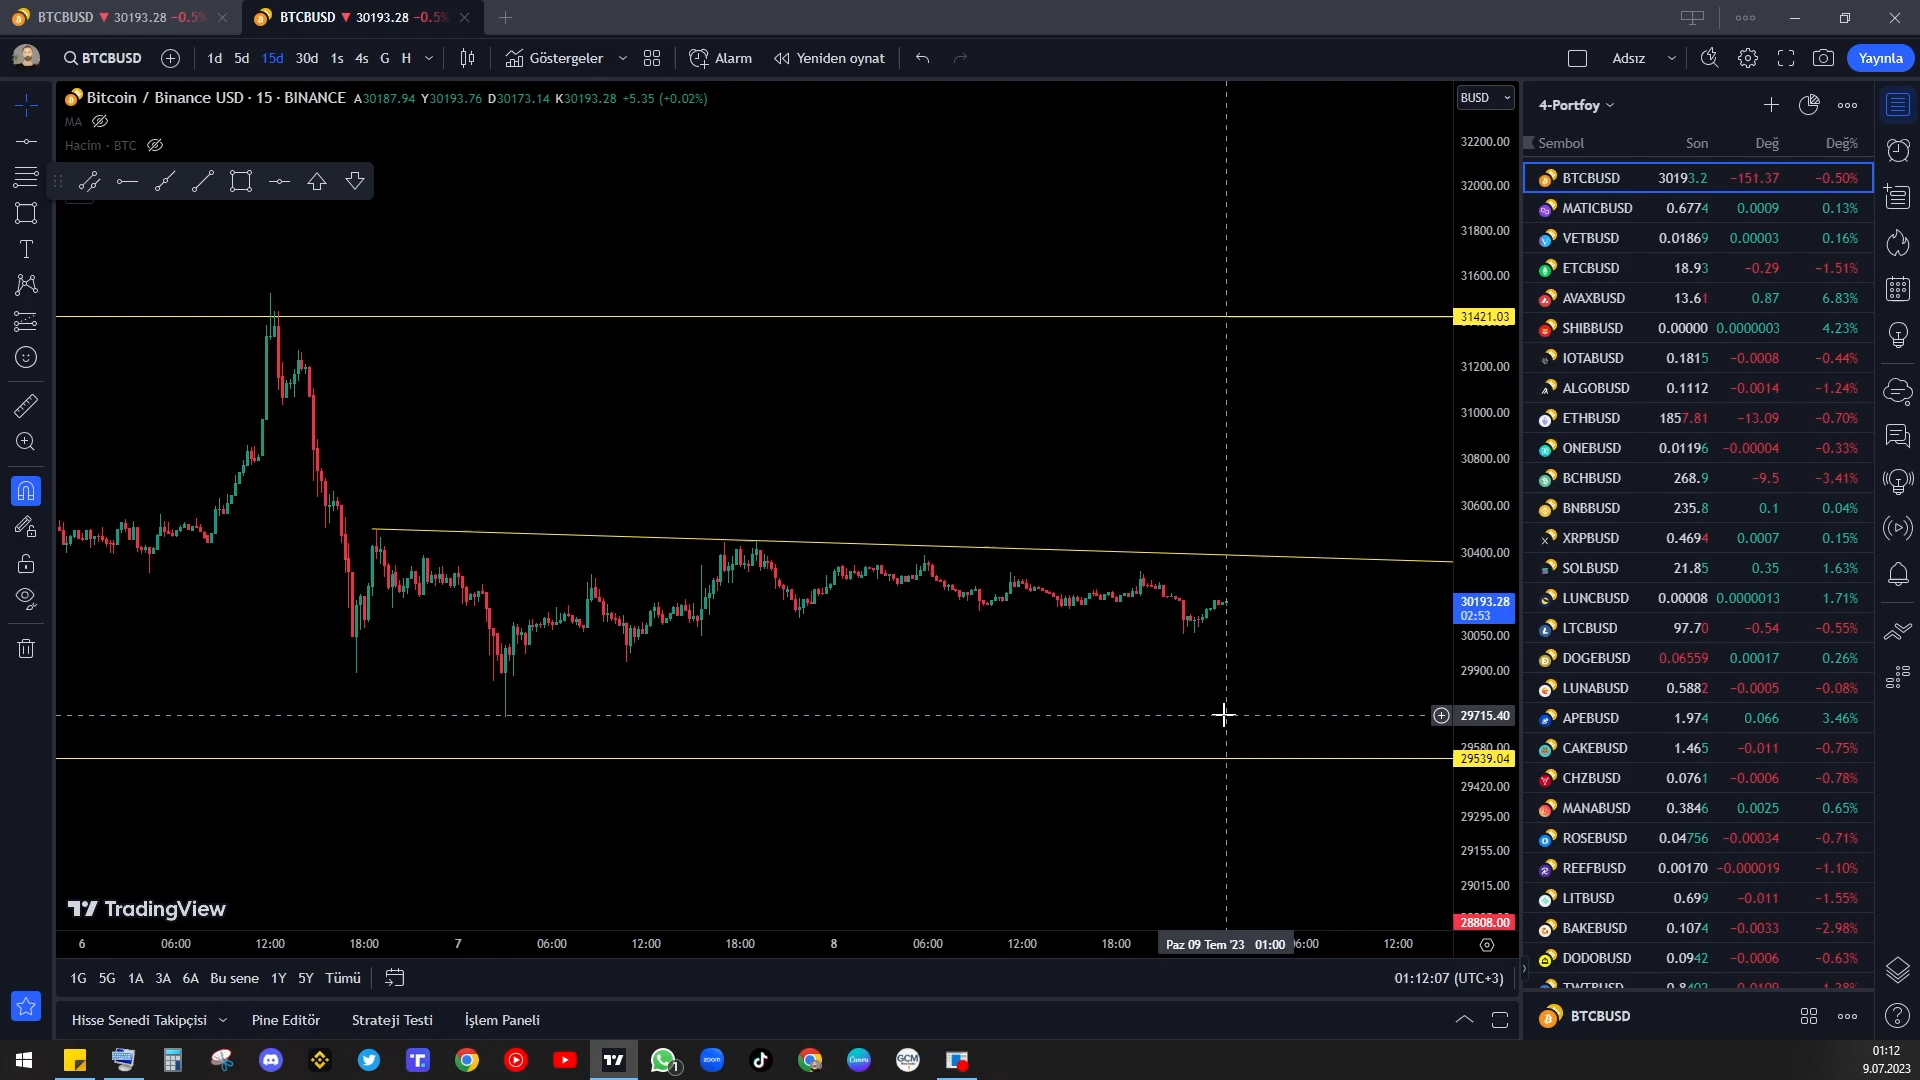 BTCBUSD ▼ 30193.28 −0.5%
BTCBUSD ▼ 30193.28 −0.5%
BTCBUSD
1d 5d 15d 30d 1s 4s G H
Göstergeler
Alarm
Yeniden oynat
Adsız
Yayınla
Bitcoin / Binance USD · 15 · BINANCE A30187.94 Y30193.76 D30173.14 K30193.28 +5.35 (+0.02%)
MA
Hacim · BTC
BUSD
32200.00
32000.00
31800.00
31600.00
31421.03
31200.00
31000.00
30800.00
30600.00
30400.00
30193.28
02:53
30050.00
29900.00
29715.40
29580.00
29539.04
29420.00
29295.00
29155.00
29015.00
28808.00
TradingView
6 06:00 12:00 18:00 7 06:00 12:00 18:00 8 06:00 12:00 18:00 Paz 09 Tem '23 01:00 06:00 12:00
1G 5G 1A 3A 6A Bu sene 1Y 5Y Tümü
01:12:07 (UTC+3)
Hisse Senedi Takipçisi
Pine Editör
Strateji Testi
İşlem Paneli
4-Portfoy
Sembol Son Değ Değ%
BTCBUSD 30193.2 −151.37 −0.50%
MATICBUSD 0.6774 0.0009 0.13%
VETBUSD 0.01869 0.00003 0.16%
ETCBUSD 18.93 −0.29 −1.51%
AVAXBUSD 13.61 0.87 6.83%
SHIBBUSD 0.00000 0.0000003 4.23%
IOTABUSD 0.1815 −0.0008 −0.44%
ALGOBUSD 0.1112 −0.0014 −1.24%
ETHBUSD 1857.81 −13.09 −0.70%
ONEBUSD 0.01196 −0.00004 −0.33%
BCHBUSD 268.9 −9.5 −3.41%
BNBBUSD 235.8 0.1 0.04%
XRPBUSD 0.4694 0.0007 0.15%
SOLBUSD 21.85 0.35 1.63%
LUNCBUSD 0.00008 0.0000013 1.71%
LTCBUSD 97.70 −0.54 −0.55%
DOGEBUSD 0.06559 0.00017 0.26%
LUNABUSD 0.5882 −0.0005 −0.08%
APEBUSD 1.974 0.066 3.46%
CAKEBUSD 1.465 −0.011 −0.75%
CHZBUSD 0.0761 −0.0006 −0.78%
MANABUSD 0.3846 0.0025 0.65%
ROSEBUSD 0.04756 −0.00034 −0.71%
REEFBUSD 0.00170 −0.000019 −1.10%
LITBUSD 0.699 −0.011 −1.55%
BAKEBUSD 0.1074 −0.0033 −2.98%
DODOBUSD 0.0942 −0.0006 −0.63%
BTCBUSD
zoom
Canva
GCM
1
01:12
9.07.2023